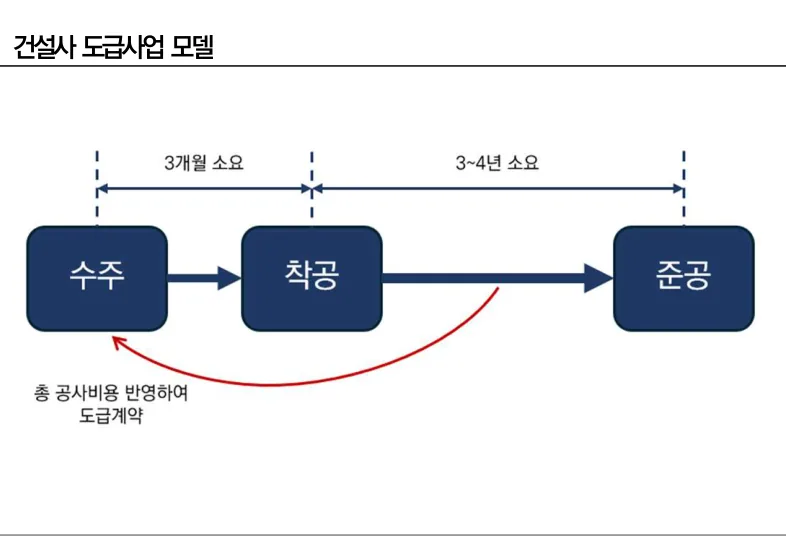 건설사 도급사업 모델
3개월 소요
3~4년 소요
수주
착공
준공
총 공사비용 반영하여
도급계약